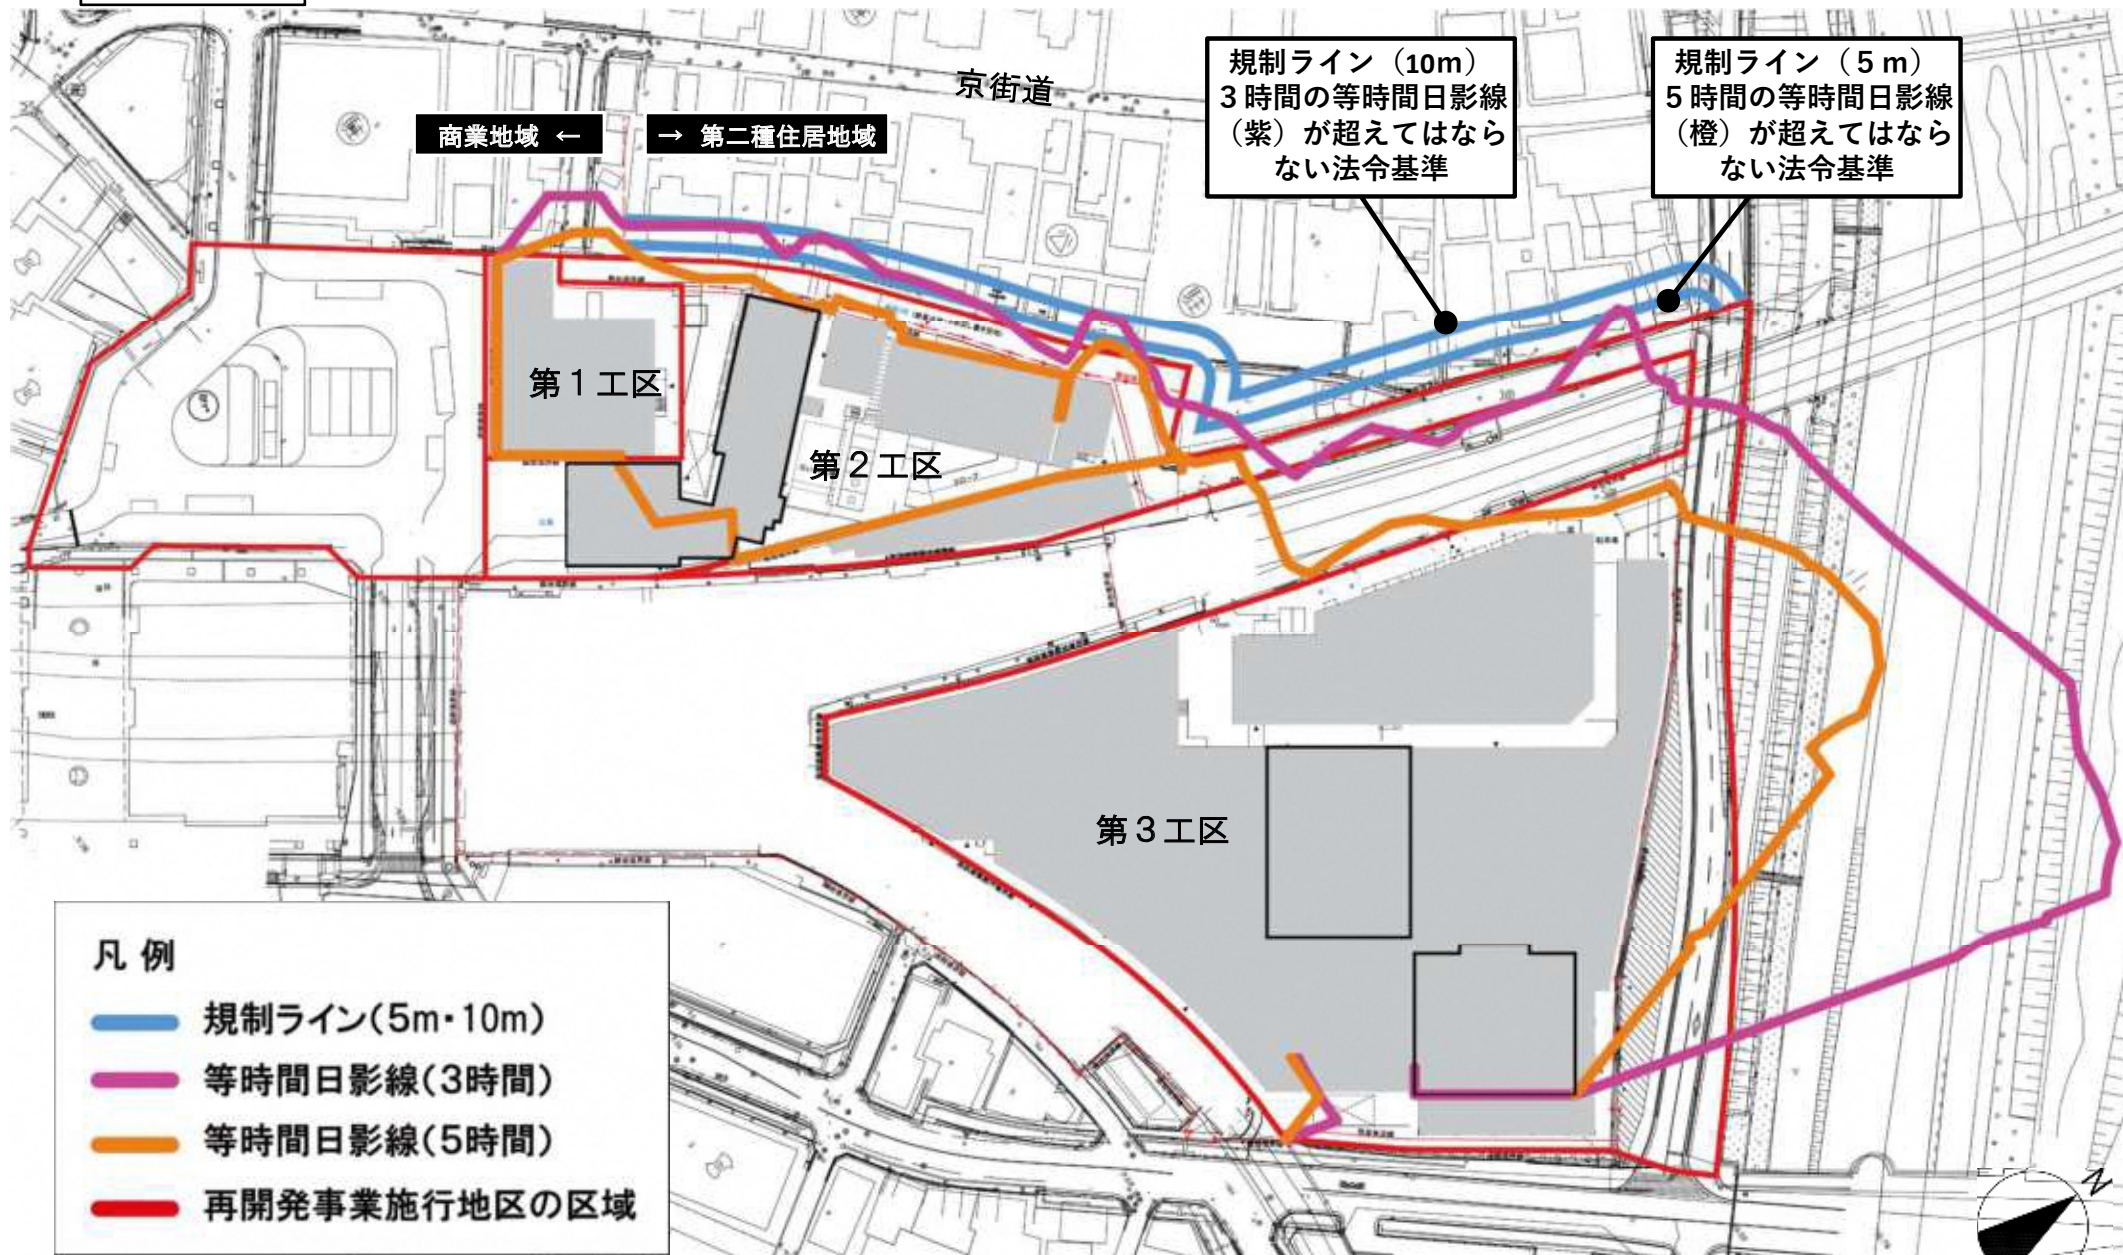 京街道
規制ライン（10m）
３時間の等時間日影線
（紫）が超えてはなら
ない法令基準
規制ライン（５m）
５時間の等時間日影線
（橙）が超えてはなら
ない法令基準
商業地域 ←
→ 第二種住居地域
第１工区
第２工区
第３工区
凡 例
規制ライン(5m・10m)
等時間日影線(3時間)
等時間日影線(5時間)
再開発事業施行地区の区域
N